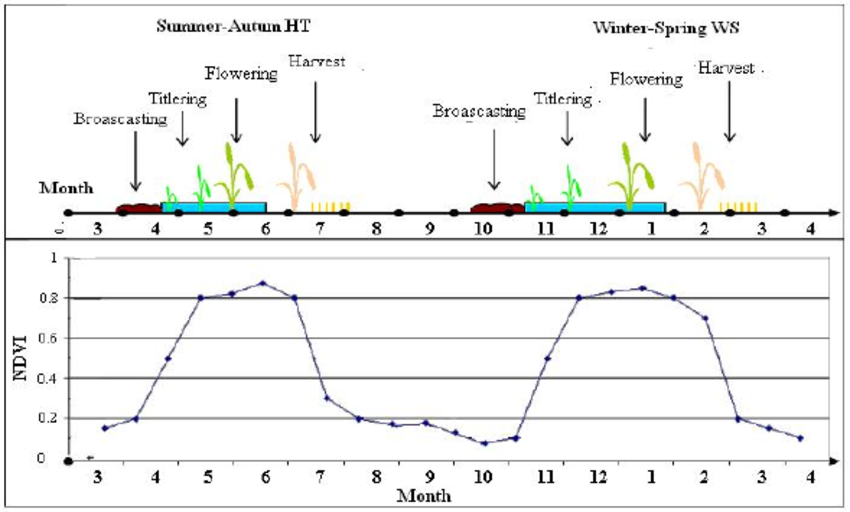 Summer-Autum HT
Winter-Spring WS
Harvest
Flowering
Titlering
Broascasting
Harvest
Flowering
Titlering
Broascasting
Month
3 4 5 6 7 8 9 10 11 12 1 2 3 4
1
0.8
0.6
0.4
0.2
0
NDVI
3 4 5 6 7 8 9 10 11 12 1 2 3 4
Month